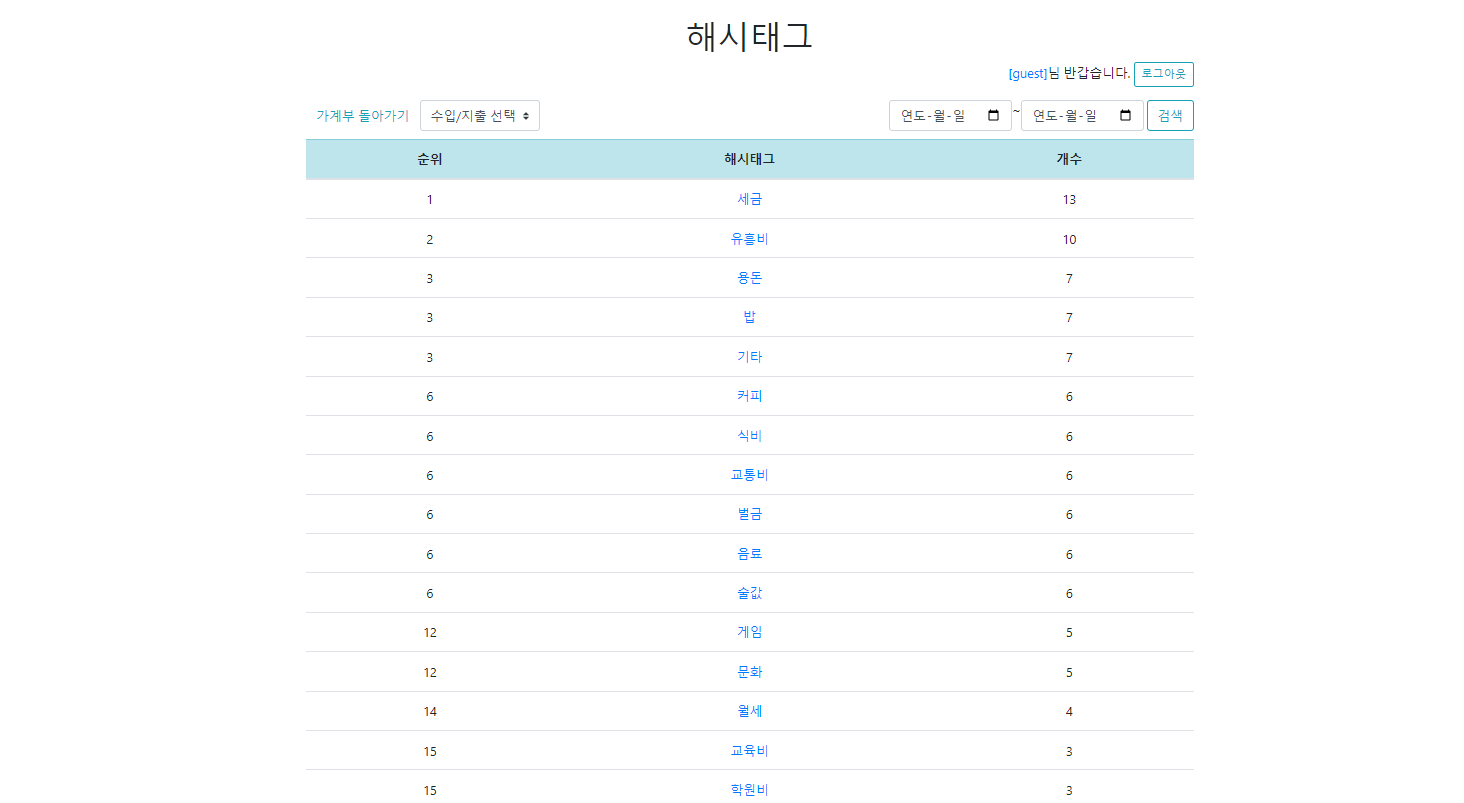 해시태그
[guest]님 반갑습니다. 로그아웃
가계부 돌아가기 수입/지출 선택 연도-월-일 ~ 연도-월-일 검색
순위 해시태그 개수
1 세금 13
2 유흥비 10
3 용돈 7
3 밥 7
3 기타 7
6 커피 6
6 식비 6
6 교통비 6
6 벌금 6
6 음료 6
6 술값 6
12 게임 5
12 문화 5
14 월세 4
15 교육비 3
15 학원비 3